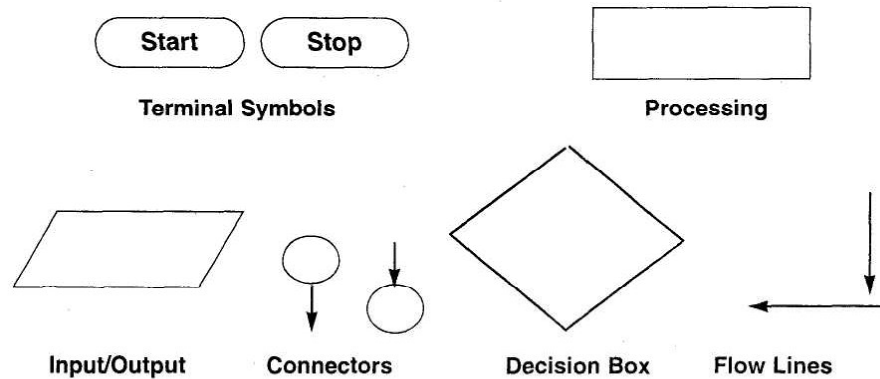 Start Stop
Terminal Symbols Processing
Input/Output Connectors Decision Box Flow Lines